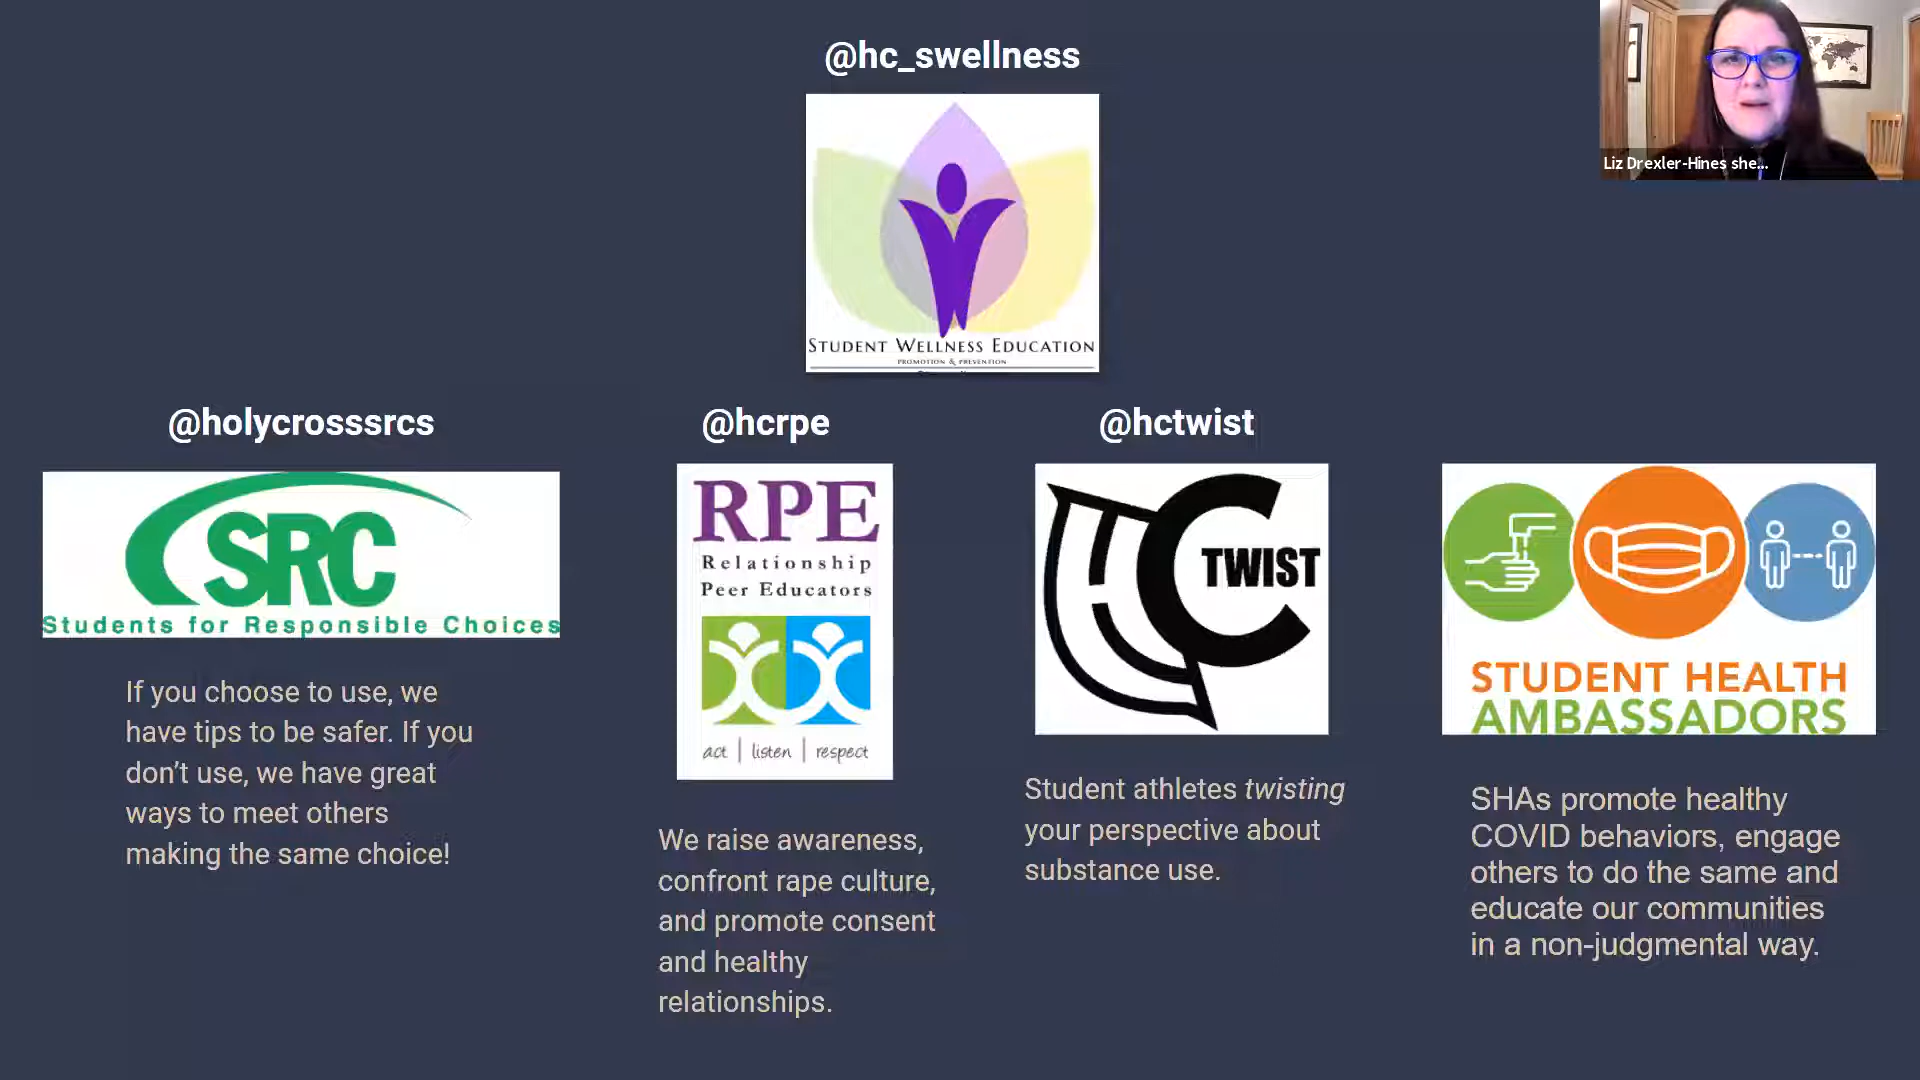 @hc_swellness
STUDENT WELLNESS EDUCATION
PROMOTION & PREVENTION
Liz Drexler-Hines she...
@holycrosssrcs
SRC
Students for Responsible Choices
If you choose to use, we
have tips to be safer. If you
don’t use, we have great
ways to meet others
making the same choice!
@hcrpe
RPE
Relationship
Peer Educators
act | listen | respect
We raise awareness,
confront rape culture,
and promote consent
and healthy
relationships.
@hctwist
HC
TWIST
Student athletes twisting
your perspective about
substance use.
STUDENT HEALTH
AMBASSADORS
SHAs promote healthy
COVID behaviors, engage
others to do the same and
educate our communities
in a non-judgmental way.